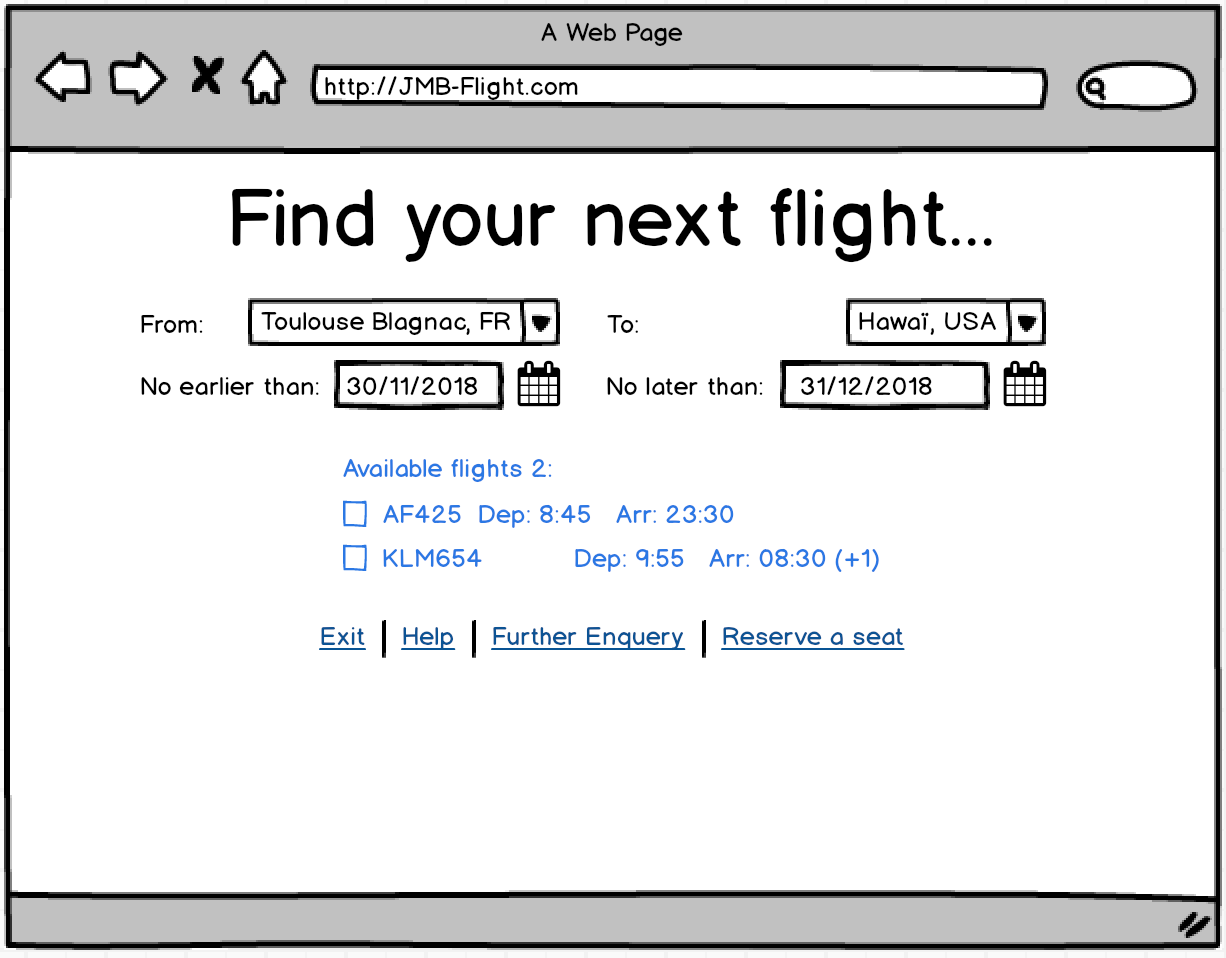 A Web Page
http://JMB-Flight.com
Find your next flight...
From: Toulouse Blagnac, FR To: Hawaï, USA
No earlier than: 30/11/2018 No later than: 31/12/2018
Available flights 2:
AF425 Dep: 8:45 Arr: 23:30
KLM654 Dep: 9:55 Arr: 08:30 (+1)
Exit | Help | Further Enquery | Reserve a seat